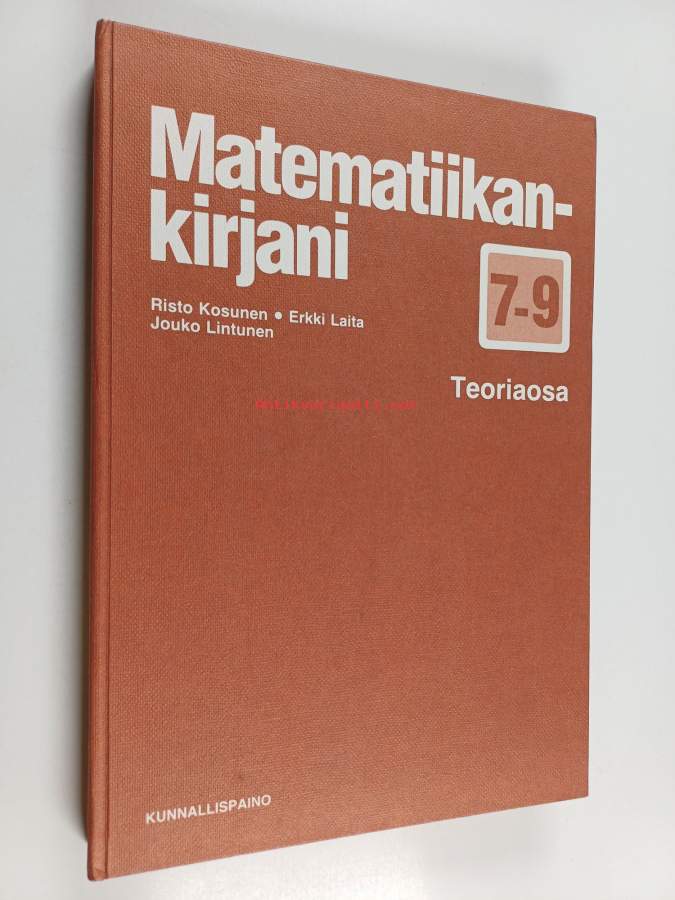 Matematiikan-
kirjani
7-9
Risto Kosunen • Erkki Laita
Jouko Lintunen
Teoriaosa
KUNNALLISPAINO